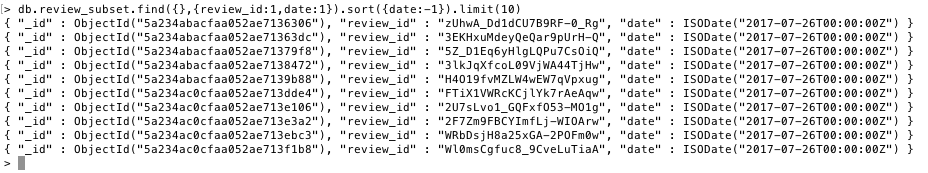 > db.review_subset.find({},{review_id:1,date:1}).sort({date:-1}).limit(10)
{ "_id" : ObjectId("5a234abacfaa052ae7136306"), "review_id" : "zUhwA_Dd1dCU7B9RF-0_Rg", "date" : ISODate("2017-07-26T00:00:00Z") }
{ "_id" : ObjectId("5a234abacfaa052ae71363dc"), "review_id" : "3EKHxuMdeyQeQar9pUrH-Q", "date" : ISODate("2017-07-26T00:00:00Z") }
{ "_id" : ObjectId("5a234abacfaa052ae71379f8"), "review_id" : "5Z_D1Eq6yHlgLQPu7CsOiQ", "date" : ISODate("2017-07-26T00:00:00Z") }
{ "_id" : ObjectId("5a234abacfaa052ae7138472"), "review_id" : "3lkJqXfcoL09VjWA44TjHw", "date" : ISODate("2017-07-26T00:00:00Z") }
{ "_id" : ObjectId("5a234abacfaa052ae7139b88"), "review_id" : "H4O19fvMZLW4wEW7qVpxug", "date" : ISODate("2017-07-26T00:00:00Z") }
{ "_id" : ObjectId("5a234ac0cfaa052ae713dde4"), "review_id" : "FTiX1VWRcKCjlYk7rAeAqw", "date" : ISODate("2017-07-26T00:00:00Z") }
{ "_id" : ObjectId("5a234ac0cfaa052ae713e106"), "review_id" : "2U7sLvo1_GQFxfO53-MO1g", "date" : ISODate("2017-07-26T00:00:00Z") }
{ "_id" : ObjectId("5a234ac0cfaa052ae713e3a2"), "review_id" : "2F7Zm9FBCYImfLj-WIOArw", "date" : ISODate("2017-07-26T00:00:00Z") }
{ "_id" : ObjectId("5a234ac0cfaa052ae713ebc3"), "review_id" : "WRbDsjH8a25xGA-2POFm0w", "date" : ISODate("2017-07-26T00:00:00Z") }
{ "_id" : ObjectId("5a234ac0cfaa052ae713f1b8"), "review_id" : "Wl0msCgfuc8_9CveLuTiaA", "date" : ISODate("2017-07-26T00:00:00Z") }
>